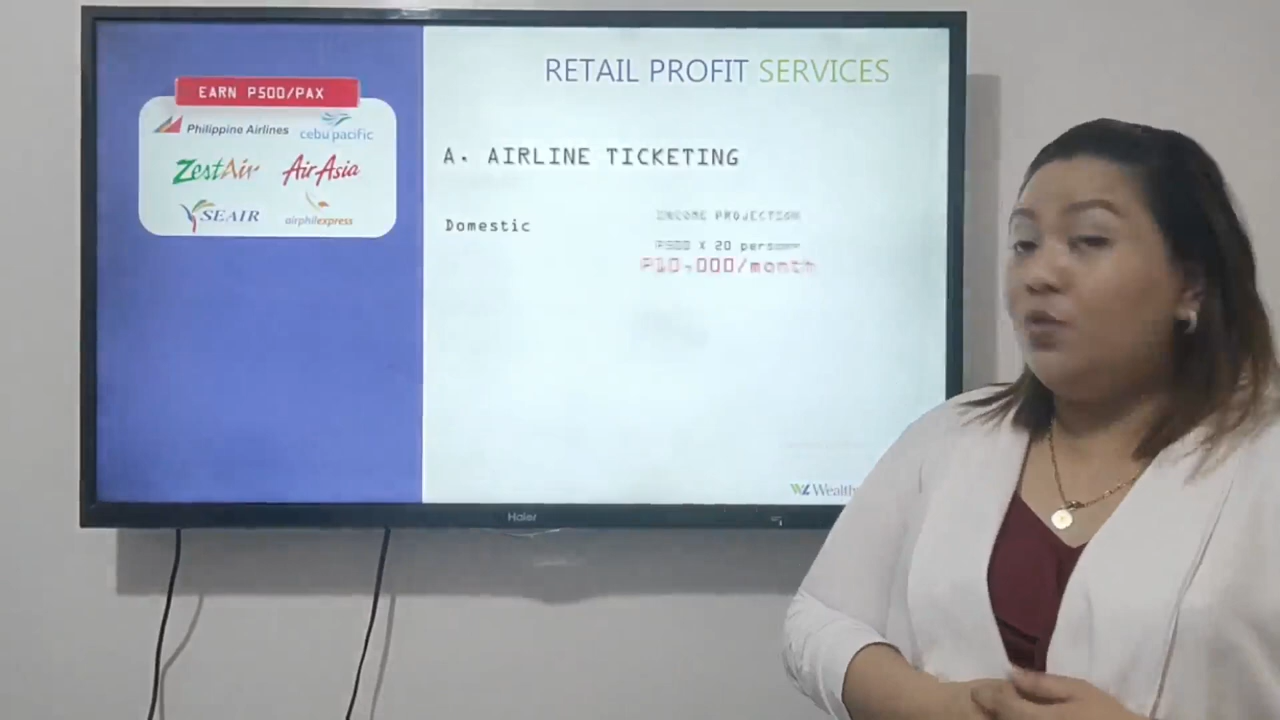 EARN P500/PAX
Philippine Airlines
cebu pacific
ZestAir
AirAsia
SEAIR
airphilexpress
RETAIL PROFIT SERVICES
A. AIRLINE TICKETING
Domestic
INCOME PROJECTION
P500 X 20 persons
P10,000/month
Wealth
Haier